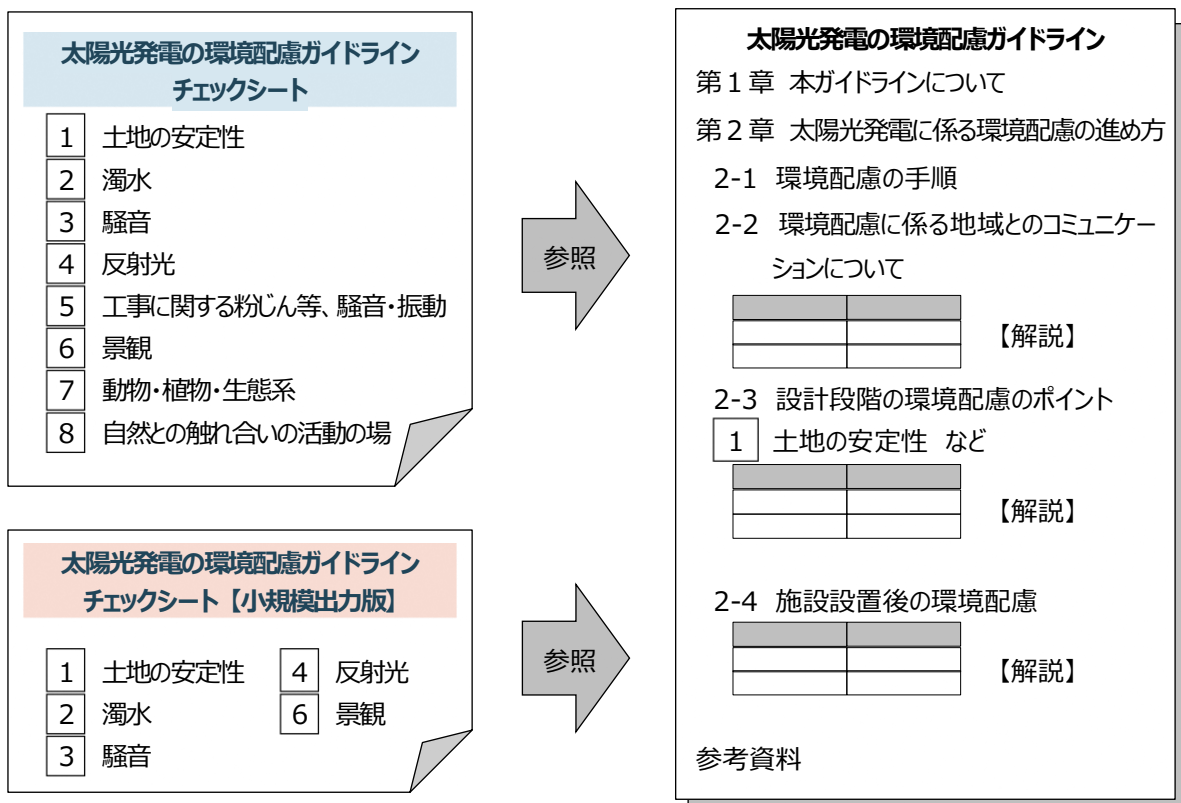 太陽光発電の環境配慮ガイドライン
チェックシート
1 土地の安定性
2 濁水
3 騒音
4 反射光
5 工事に関する粉じん等、騒音・振動
6 景観
7 動物・植物・生態系
8 自然との触れ合いの活動の場
参照
太陽光発電の環境配慮ガイドライン
チェックシート【小規模出力版】
1 土地の安定性
2 濁水
3 騒音
4 反射光
6 景観
参照
太陽光発電の環境配慮ガイドライン
第1章 本ガイドラインについて
第2章 太陽光発電に係る環境配慮の進め方
2-1 環境配慮の手順
2-2 環境配慮に係る地域とのコミュニケー
ションについて
【解説】
2-3 設計段階の環境配慮のポイント
1 土地の安定性 など
【解説】
2-4 施設設置後の環境配慮
【解説】
参考資料